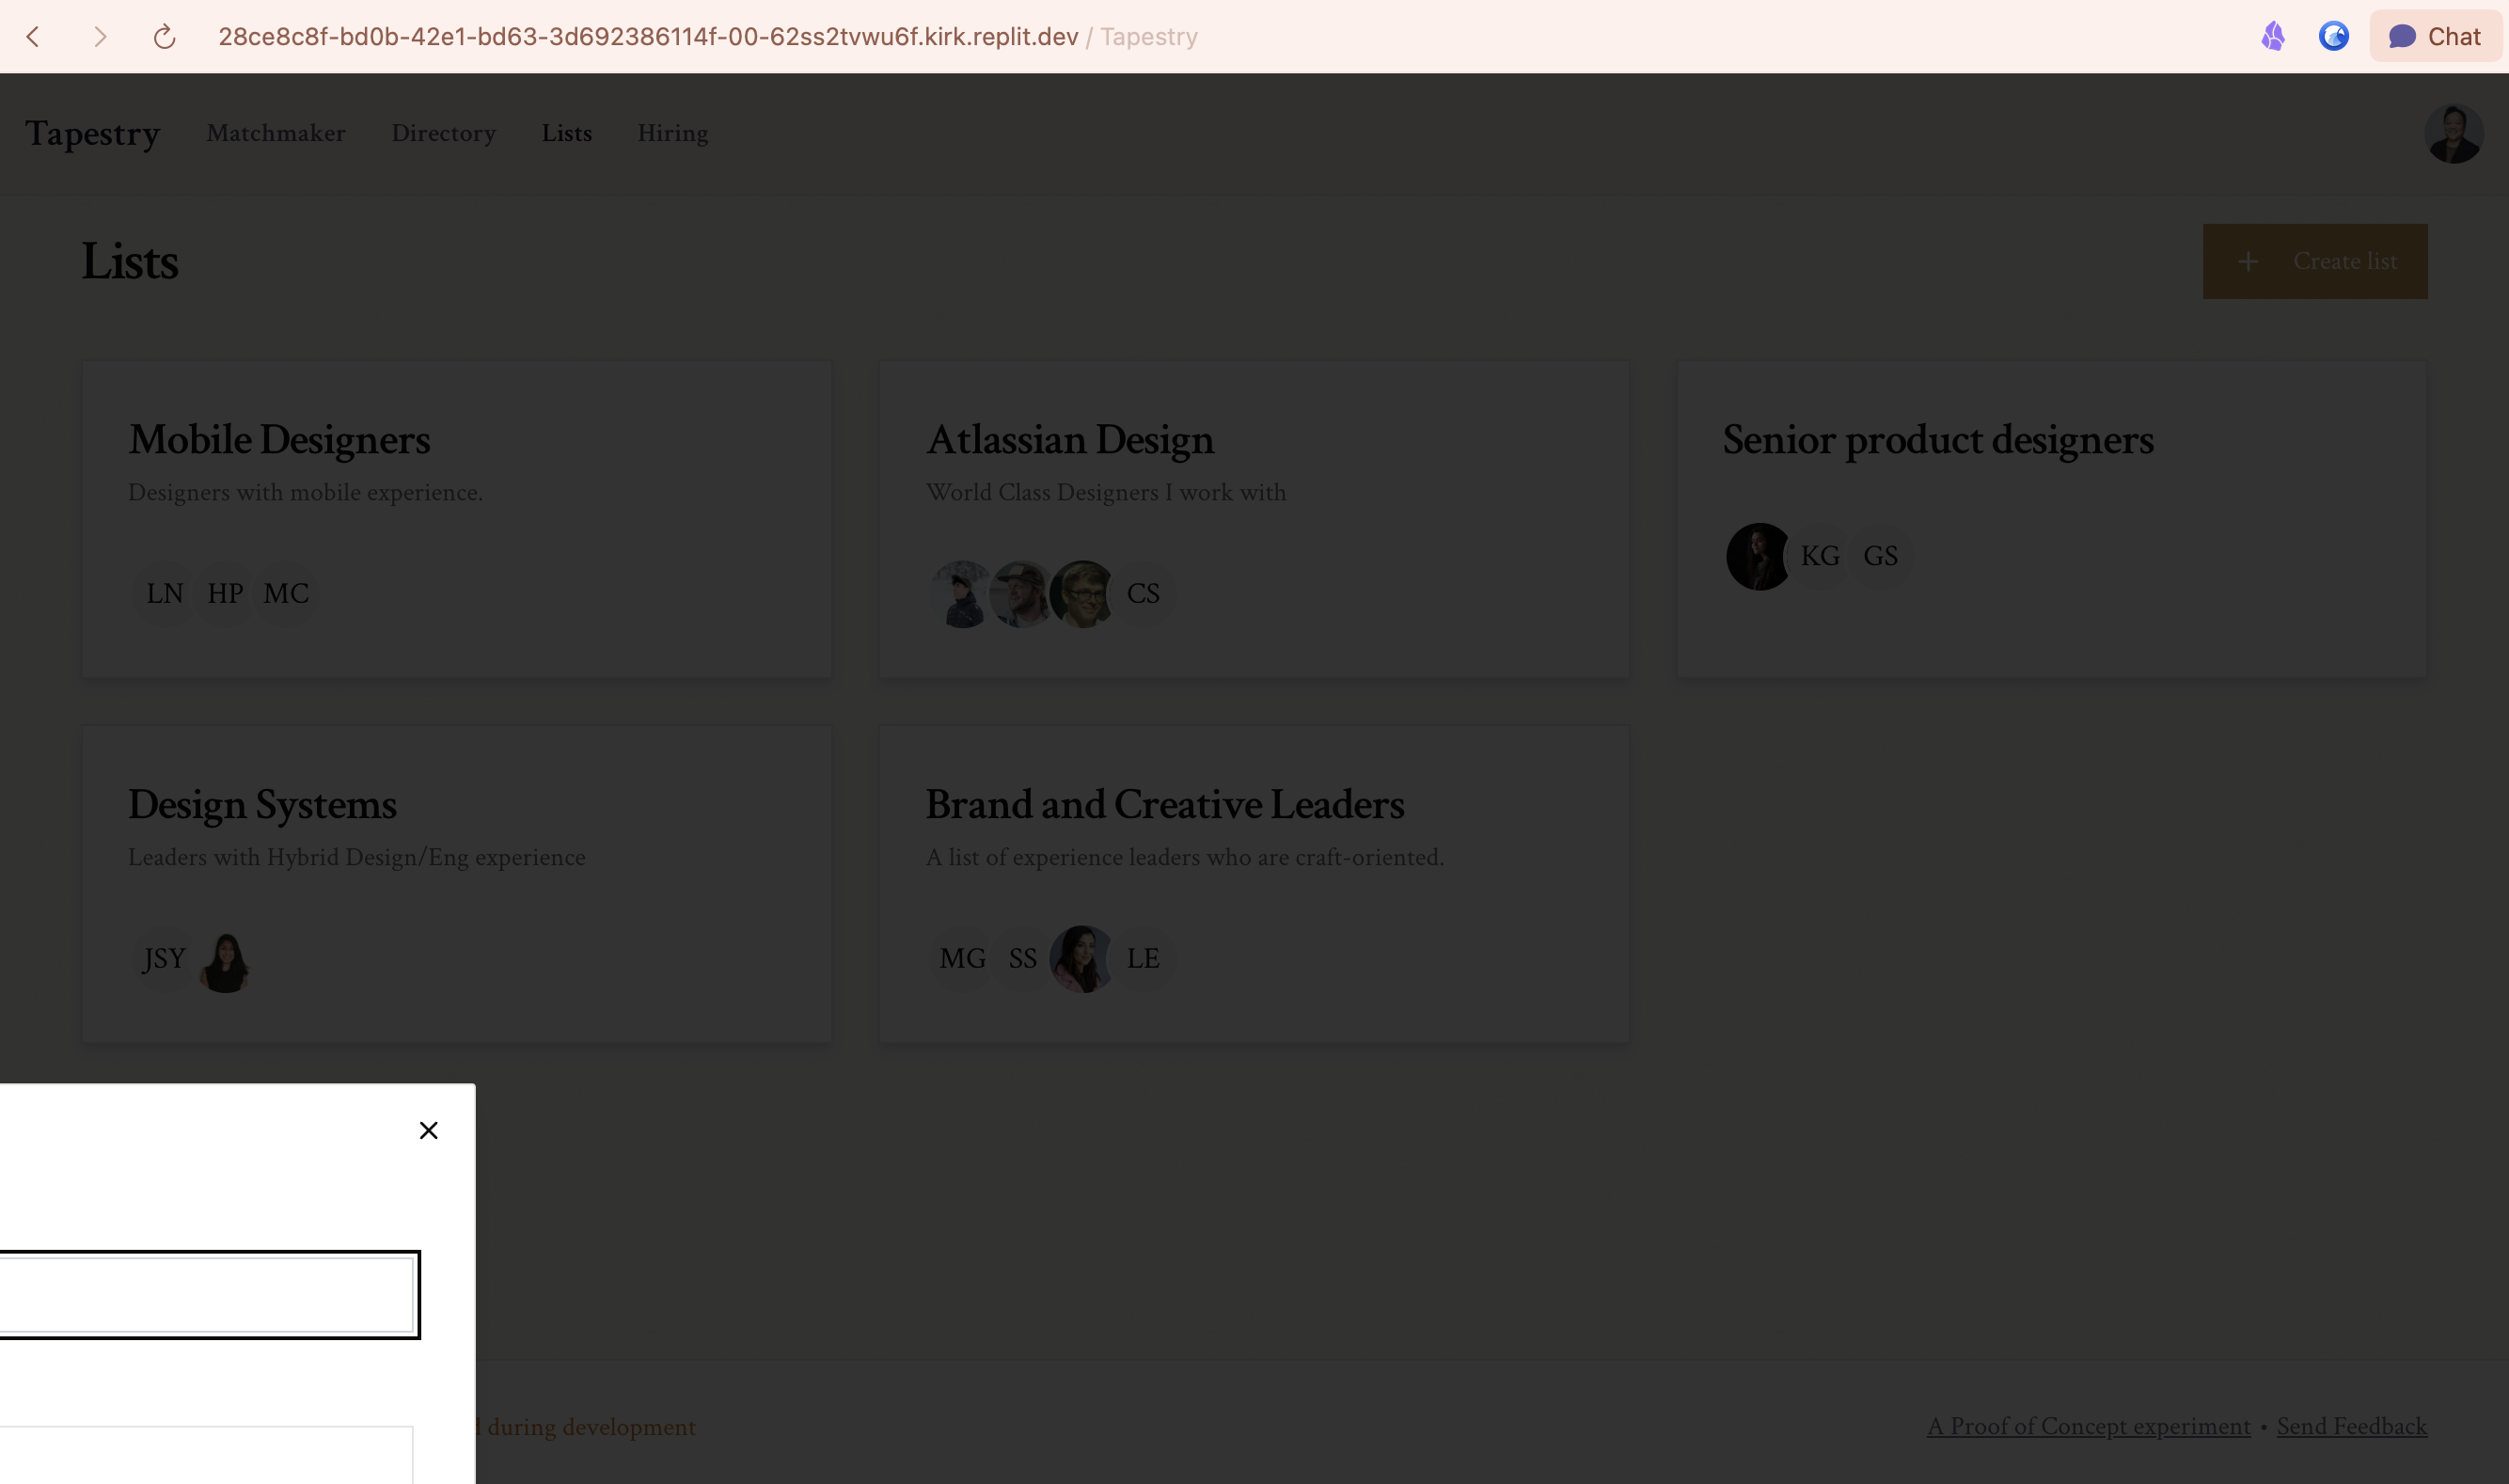 28ce8c8f-bd0b-42e1-bd63-3d692386114f-00-62ss2tvwu6f.kirk.replit.dev / Tapestry
Chat
Tapestry Matchmaker Directory Lists Hiring
Lists
+ Create list
Mobile Designers
Designers with mobile experience.
LN HP MC
Atlassian Design
World Class Designers I work with
CS
Senior product designers
KG GS
Design Systems
Leaders with Hybrid Design/Eng experience
JSY
Brand and Creative Leaders
A list of experience leaders who are craft-oriented.
MG SS LE
during development
A Proof of Concept experiment • Send Feedback